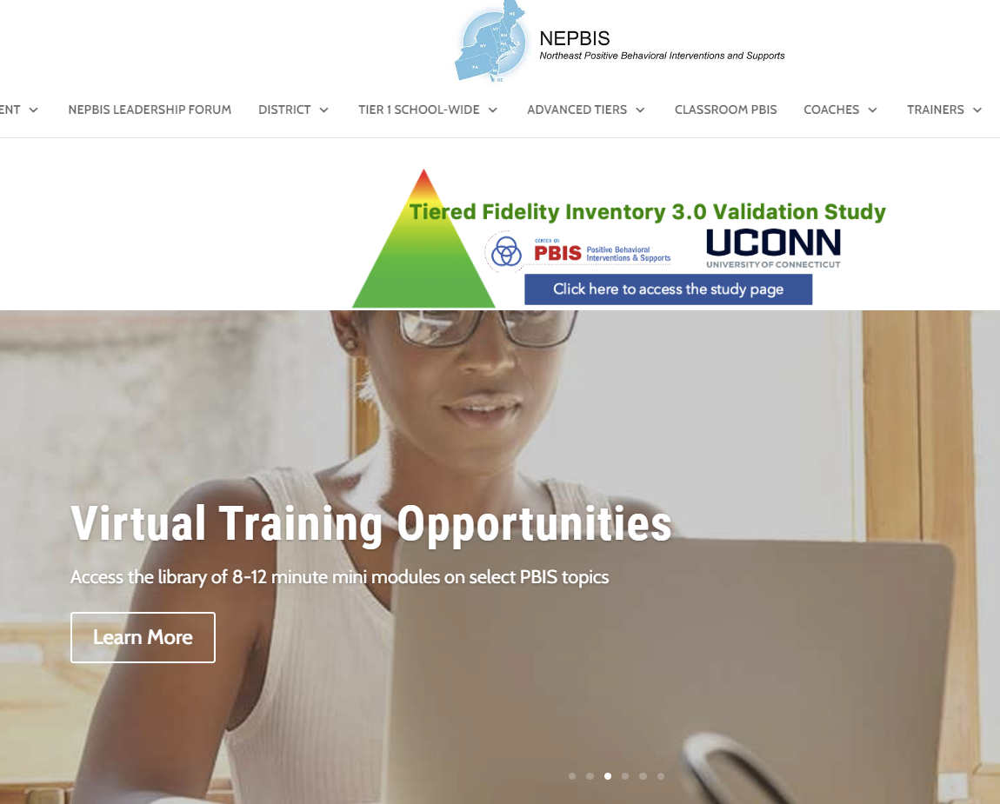 NEPBIS
Northeast Positive Behavioral Interventions and Supports
ENT
NEPBIS LEADERSHIP FORUM
DISTRICT
TIER 1 SCHOOL-WIDE
ADVANCED TIERS
CLASSROOM PBIS
COACHES
TRAINERS
Tiered Fidelity Inventory 3.0 Validation Study
CENTER ON
PBIS
Positive Behavioral
Interventions & Supports
UCONN
UNIVERSITY OF CONNECTICUT
Click here to access the study page
Virtual Training Opportunities
Access the library of 8-12 minute mini modules on select PBIS topics
Learn More